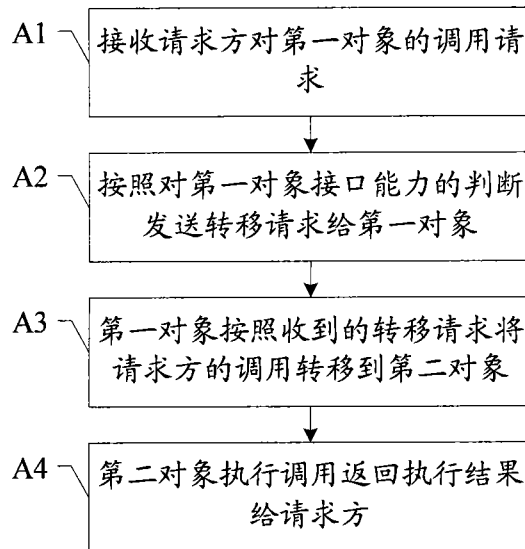 A1
接收请求方对第一对象的调用请
求
A2
按照对第一对象接口能力的判断
发送转移请求给第一对象
A3
第一对象按照收到的转移请求将
请求方的调用转移到第二对象
A4
第二对象执行调用返回执行结果
给请求方